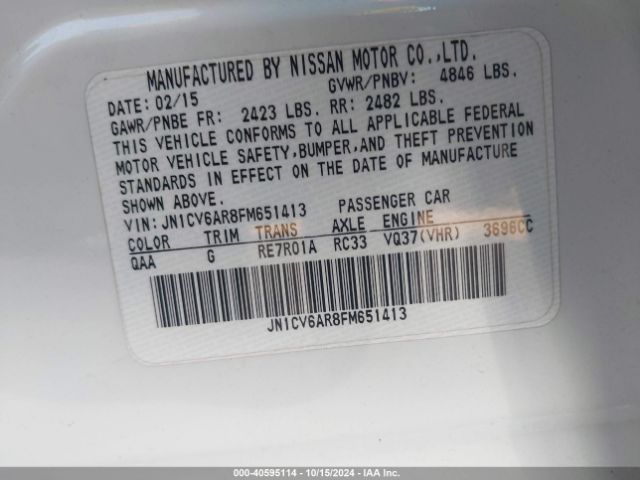 MANUFACTURED BY NISSAN MOTOR CO.,LTD.
DATE: 02/15 GVWR/PNBV: 4846 LBS.
GAWR/PNBE FR: 2423 LBS. RR: 2482 LBS.
THIS VEHICLE CONFORMS TO ALL APPLICABLE FEDERAL
MOTOR VEHICLE SAFETY,BUMPER,AND THEFT PREVENTION
STANDARDS IN EFFECT ON THE DATE OF MANUFACTURE
SHOWN ABOVE.
VIN: JN1CV6AR8FM651413 PASSENGER CAR
COLOR TRIM TRANS AXLE ENGINE
QAA G RE7R01A RC33 VQ37(VHR) 3696CC
JN1CV6AR8FM651413
000-40595114 - 10/15/2024 - IAA Inc.